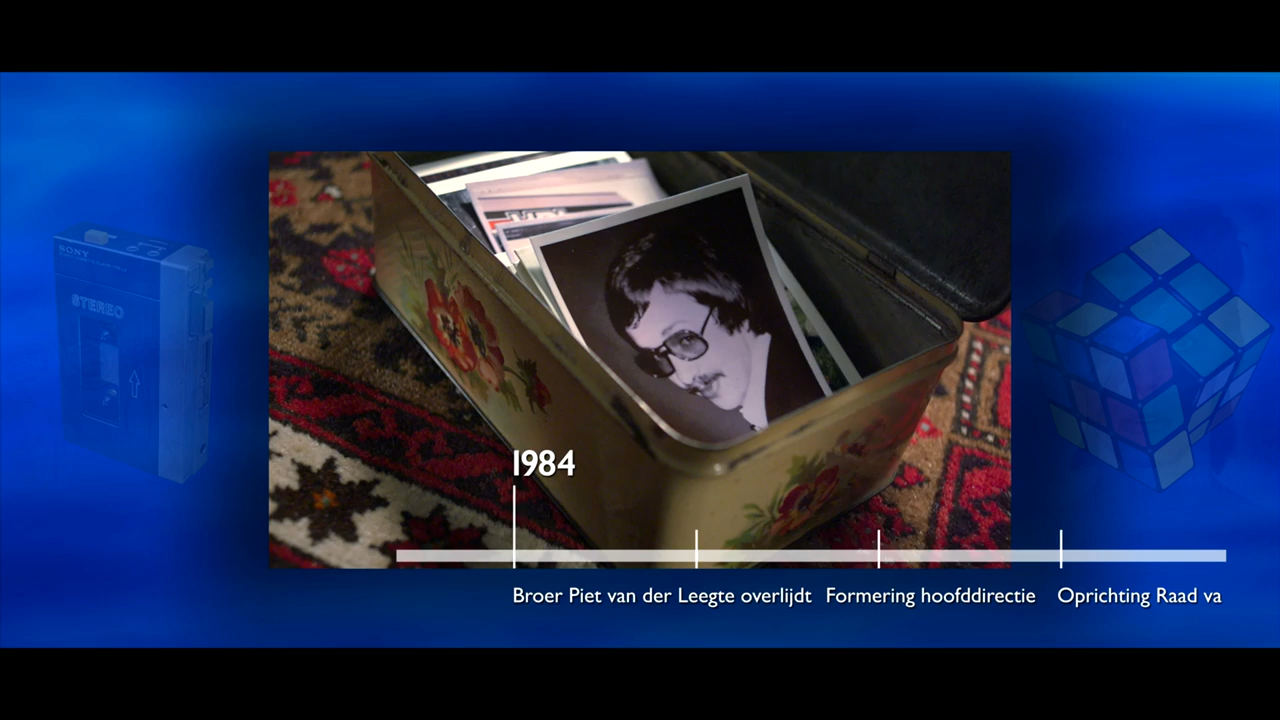 SONY
STEREO
1984
Broer Piet van der Leegte overlijdt Formering hoofddirectie Oprichting Raad va